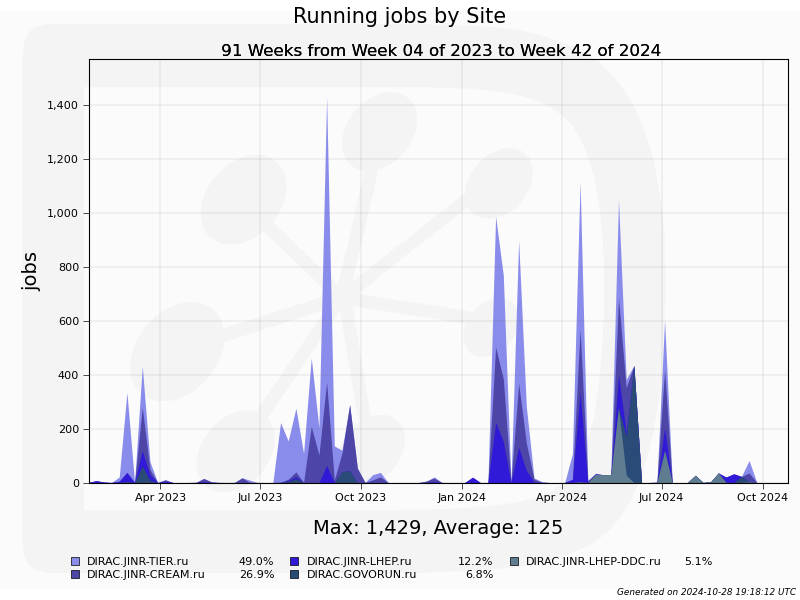 Running jobs by Site
91 Weeks from Week 04 of 2023 to Week 42 of 2024
1,400
1,200
1,000
800
600
400
200
0
jobs
Apr 2023 Jul 2023 Oct 2023 Jan 2024 Apr 2024 Jul 2024 Oct 2024
Max: 1,429, Average: 125
DIRAC.JINR-TIER.ru 49.0% DIRAC.JINR-LHEP.ru 12.2% DIRAC.JINR-LHEP-DDC.ru 5.1%
DIRAC.JINR-CREAM.ru 26.9% DIRAC.GOVORUN.ru 6.8%
Generated on 2024-10-28 19:18:12 UTC